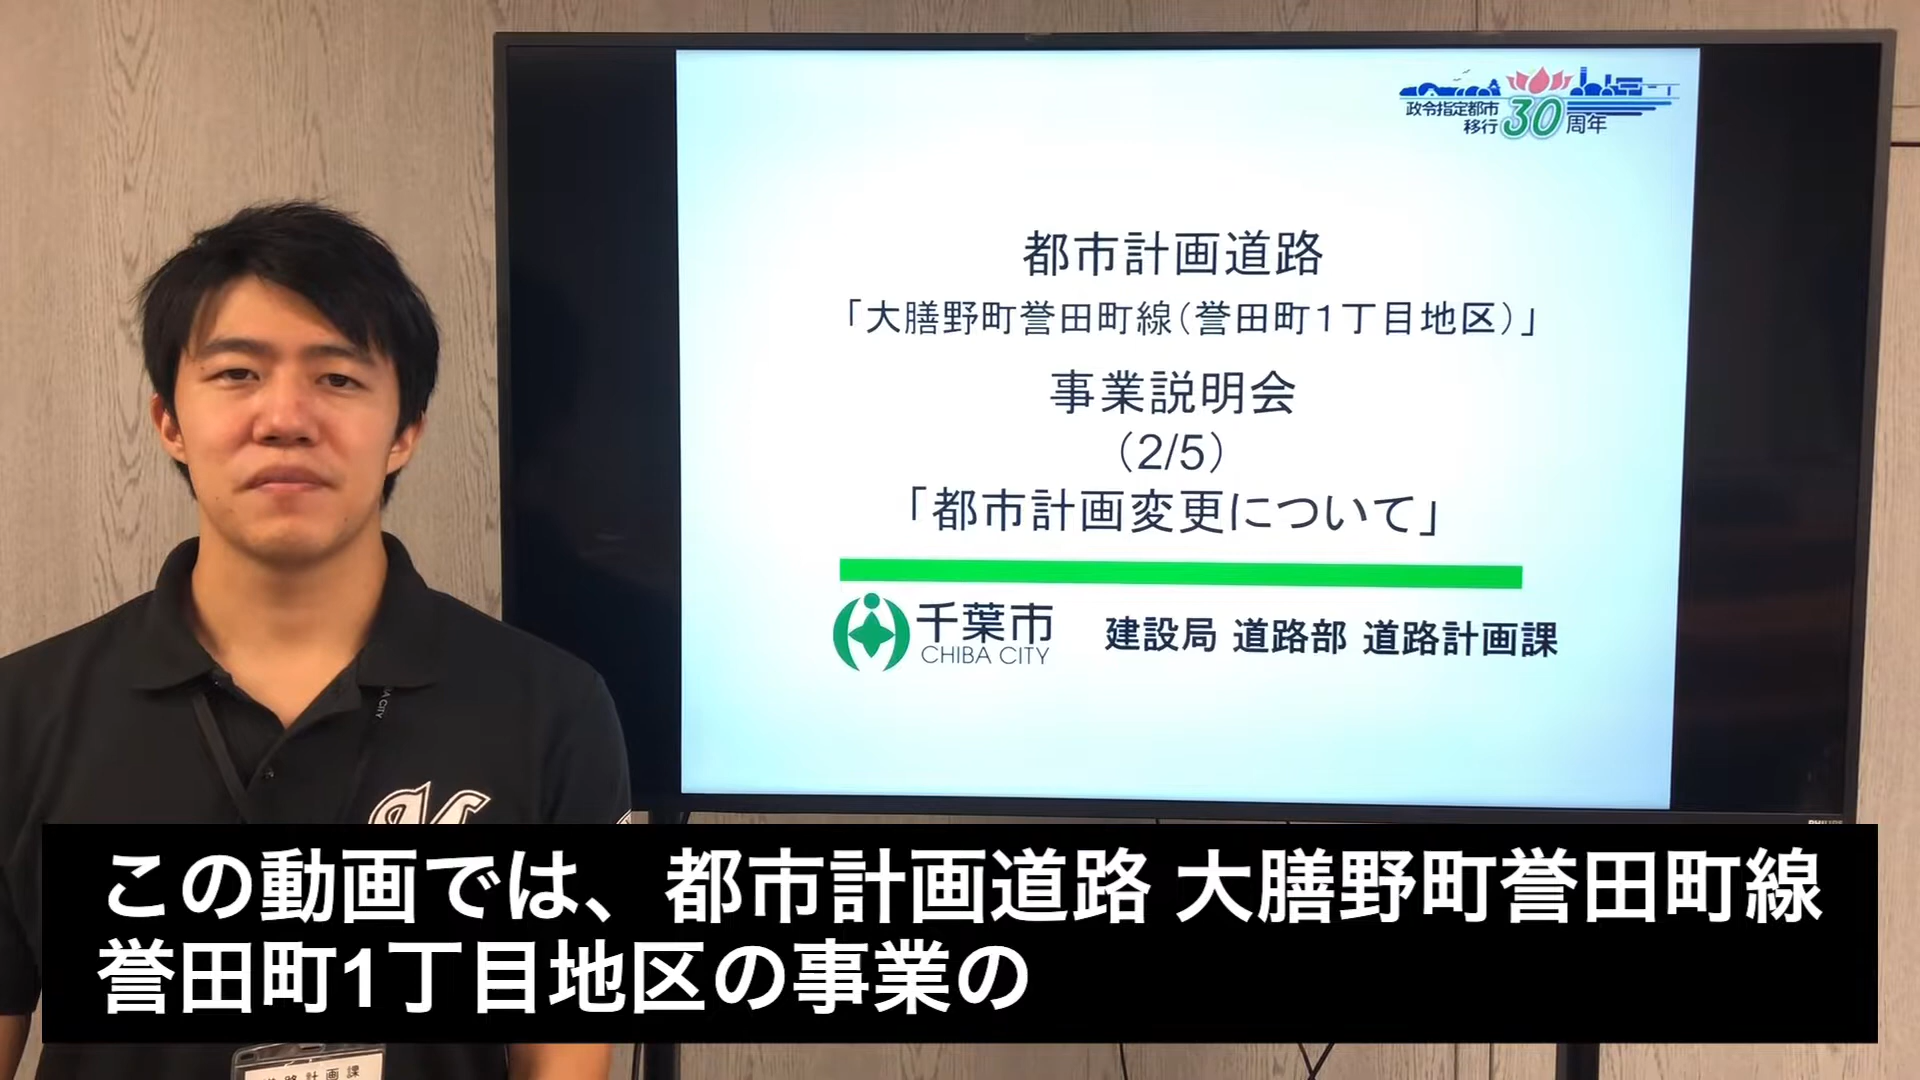 政令指定都市
移行30周年
都市計画道路
「大膳野町誉田町線（誉田町１丁目地区）」
事業説明会
（2/5）
「都市計画変更について」
千葉市
CHIBA CITY
建設局 道路部 道路計画課
CITY
この動画では、都市計画道路 大膳野町誉田町線
誉田町1丁目地区の事業の
路計画課